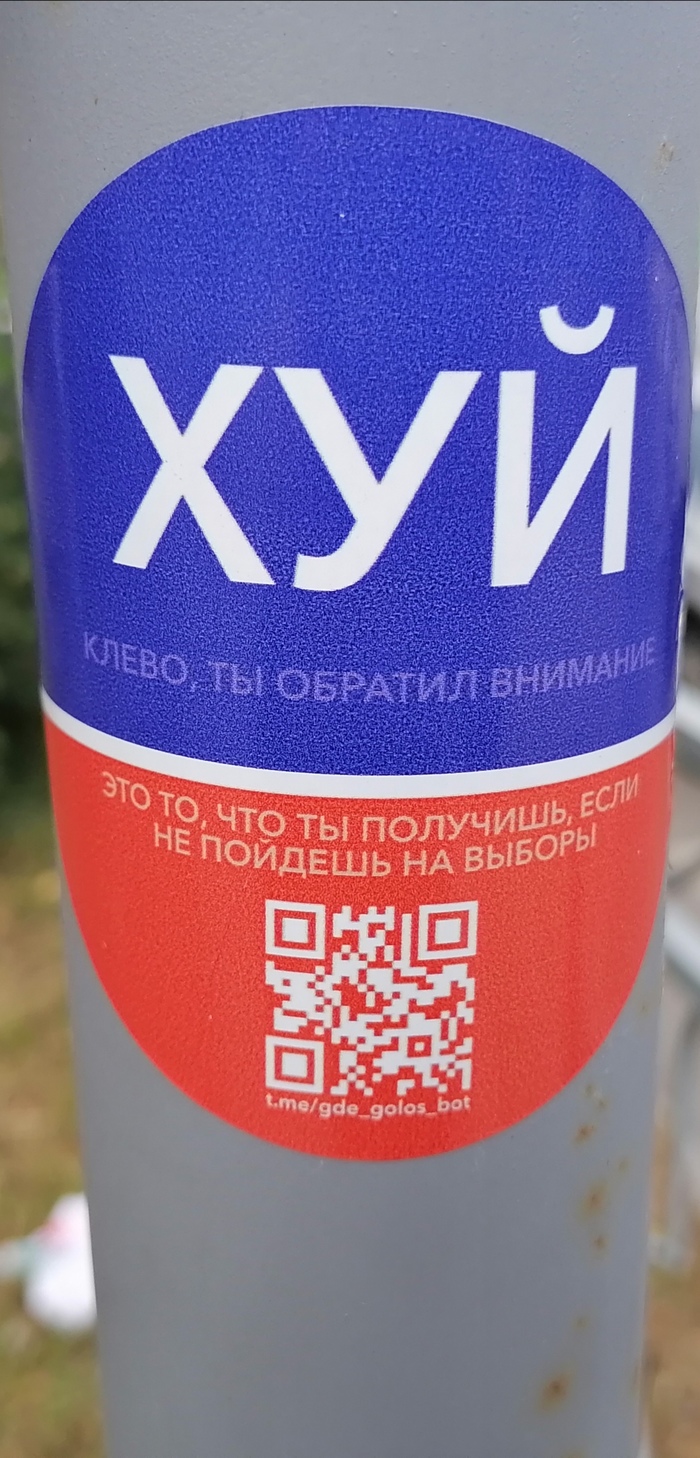 ХУЙ
КЛЕВО, ТЫ ОБРАТИЛ ВНИМАНИЕ
ЭТО ТО, ЧТО ТЫ ПОЛУЧИШЬ, ЕСЛИ
НЕ ПОЙДЕШЬ НА ВЫБОРЫ
t.me/gde_golos_bot